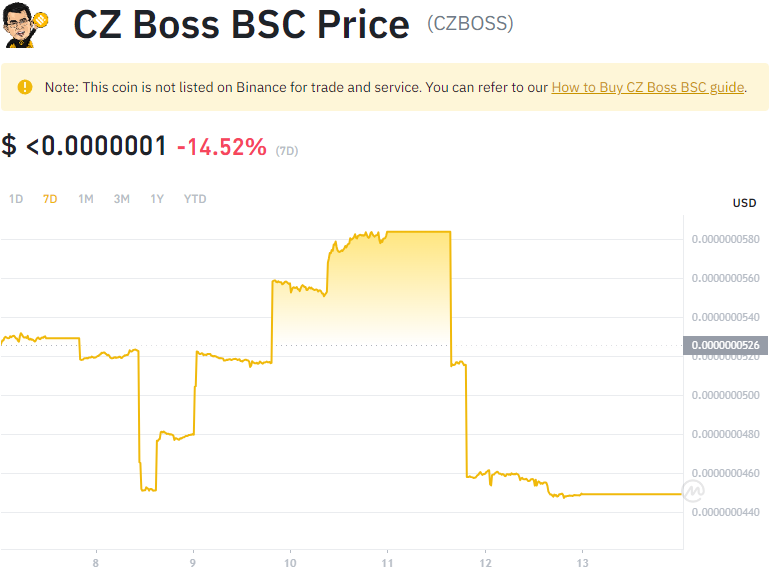 CZ Boss BSC Price (CZBOSS)
Note: This coin is not listed on Binance for trade and service. You can refer to our How to Buy CZ Boss BSC guide.
$ <0.0000001 -14.52% (7D)
1D 7D 1M 3M 1Y YTD
USD
0.0000000580
0.0000000560
0.0000000540
0.0000000526
0.0000000520
0.0000000500
0.0000000480
0.0000000460
0.0000000440
8 9 10 11 12 13